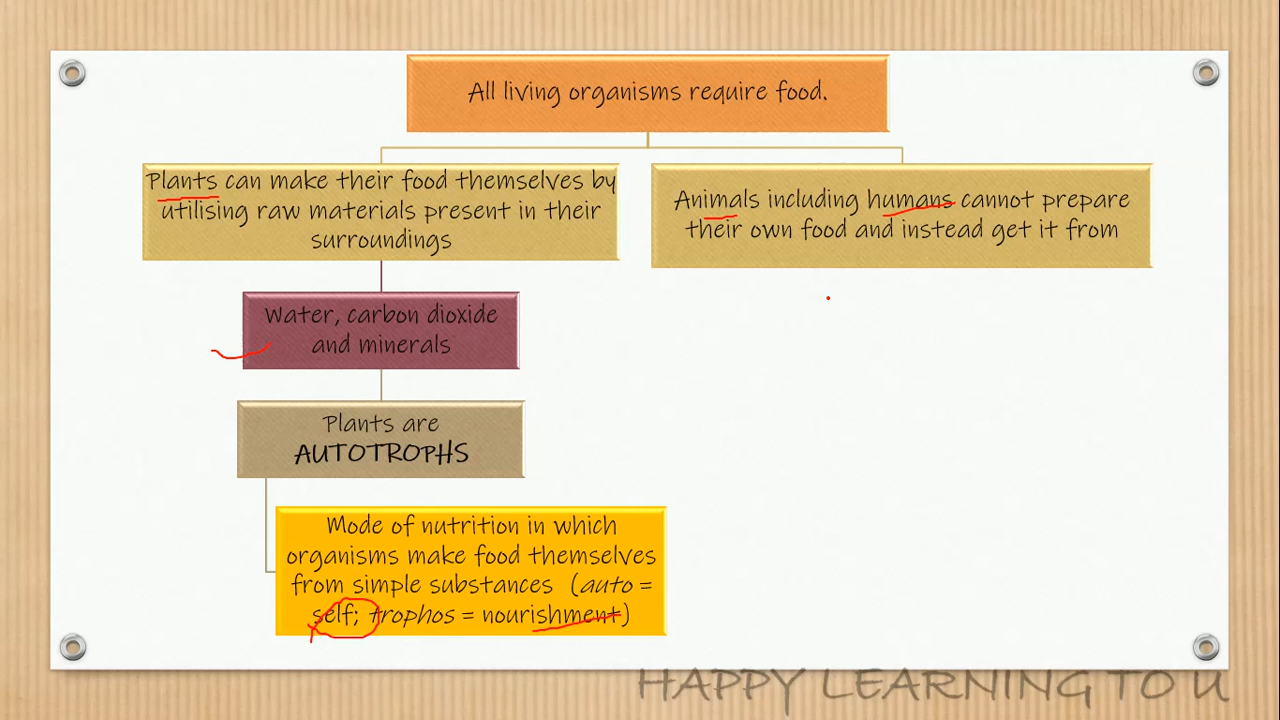 All living organisms require food.
Plants can make their food themselves by
utilising raw materials present in their
surroundings
Animals including humans cannot prepare
their own food and instead get it from
Water, carbon dioxide
and minerals
Plants are
AUTOTROPHS
Mode of nutrition in which
organisms make food themselves
from simple substances (auto =
self; trophos = nourishment)
HAPPY LEARNING TO U